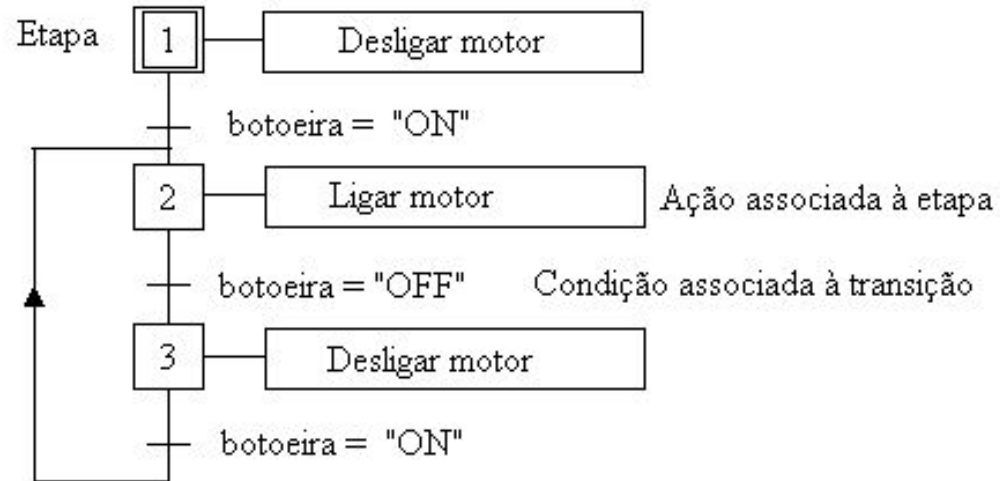 Etapa
1
Desligar motor
botoeira = "ON"
2
Ligar motor
Ação associada à etapa
botoeira = "OFF"
Condição associada à transição
3
Desligar motor
botoeira = "ON"